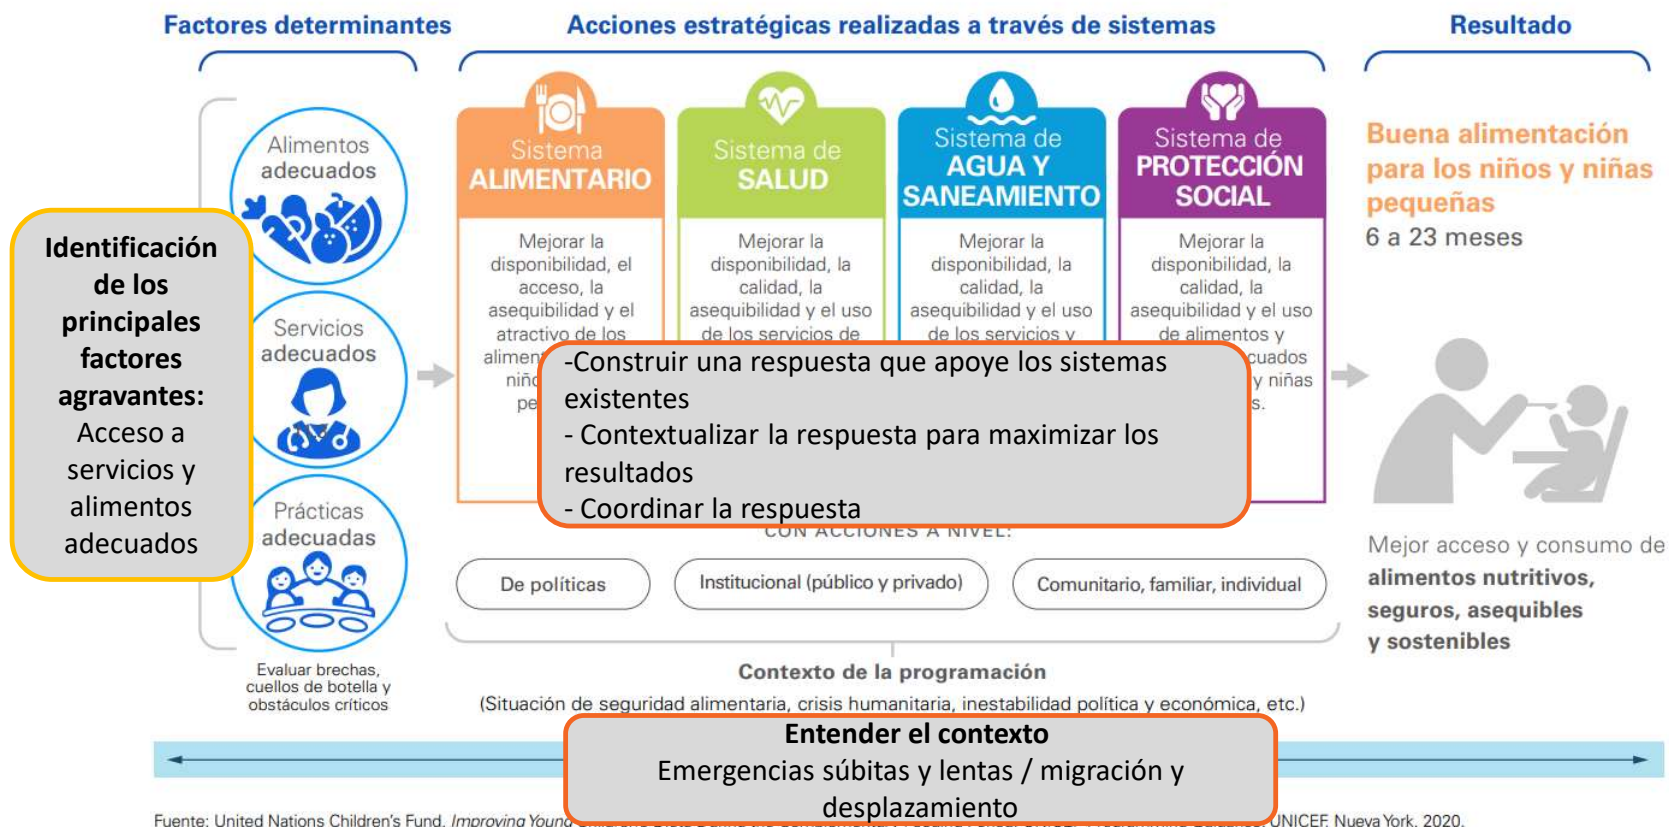 Factores determinantes
Acciones estratégicas realizadas a través de sistemas
Resultado
Alimentos
adecuados
Servicios
adecuados
Prácticas
adecuadas
Evaluar brechas,
cuellos de botella y
obstáculos críticos
Identificación
de los
principales
factores
agravantes:
Acceso a
servicios y
alimentos
adecuados
Sistema
ALIMENTARIO
Mejorar la
disponibilidad, el
acceso, la
asequibilidad y el
atractivo de los
Sistema de
SALUD
Mejorar la
disponibilidad, la
calidad, la
asequibilidad y el uso
de los servicios de
Sistema de
AGUA Y
SANEAMIENTO
Mejorar la
disponibilidad, la
calidad, la
asequibilidad y el uso
de los servicios y
Sistema de
PROTECCIÓN
SOCIAL
Mejorar la
disponibilidad, la
calidad, la
asequibilidad y el uso
de alimentos y
y niñas
-Construir una respuesta que apoye los sistemas
existentes
- Contextualizar la respuesta para maximizar los
resultados
- Coordinar la respuesta
CON ACCIONES A NIVEL:
De políticas
Institucional (público y privado)
Comunitario, familiar, individual
Contexto de la programación
(Situación de seguridad alimentaria, crisis humanitaria, inestabilidad política y económica, etc.)
Entender el contexto
Emergencias súbitas y lentas / migración y
desplazamiento
Buena alimentación
para los niños y niñas
pequeñas
6 a 23 meses
Mejor acceso y consumo de
alimentos nutritivos,
seguros, asequibles
y sostenibles
Fuente: United Nations Children's Fund. Improving Young UNICEF. Nueva York. 2020.